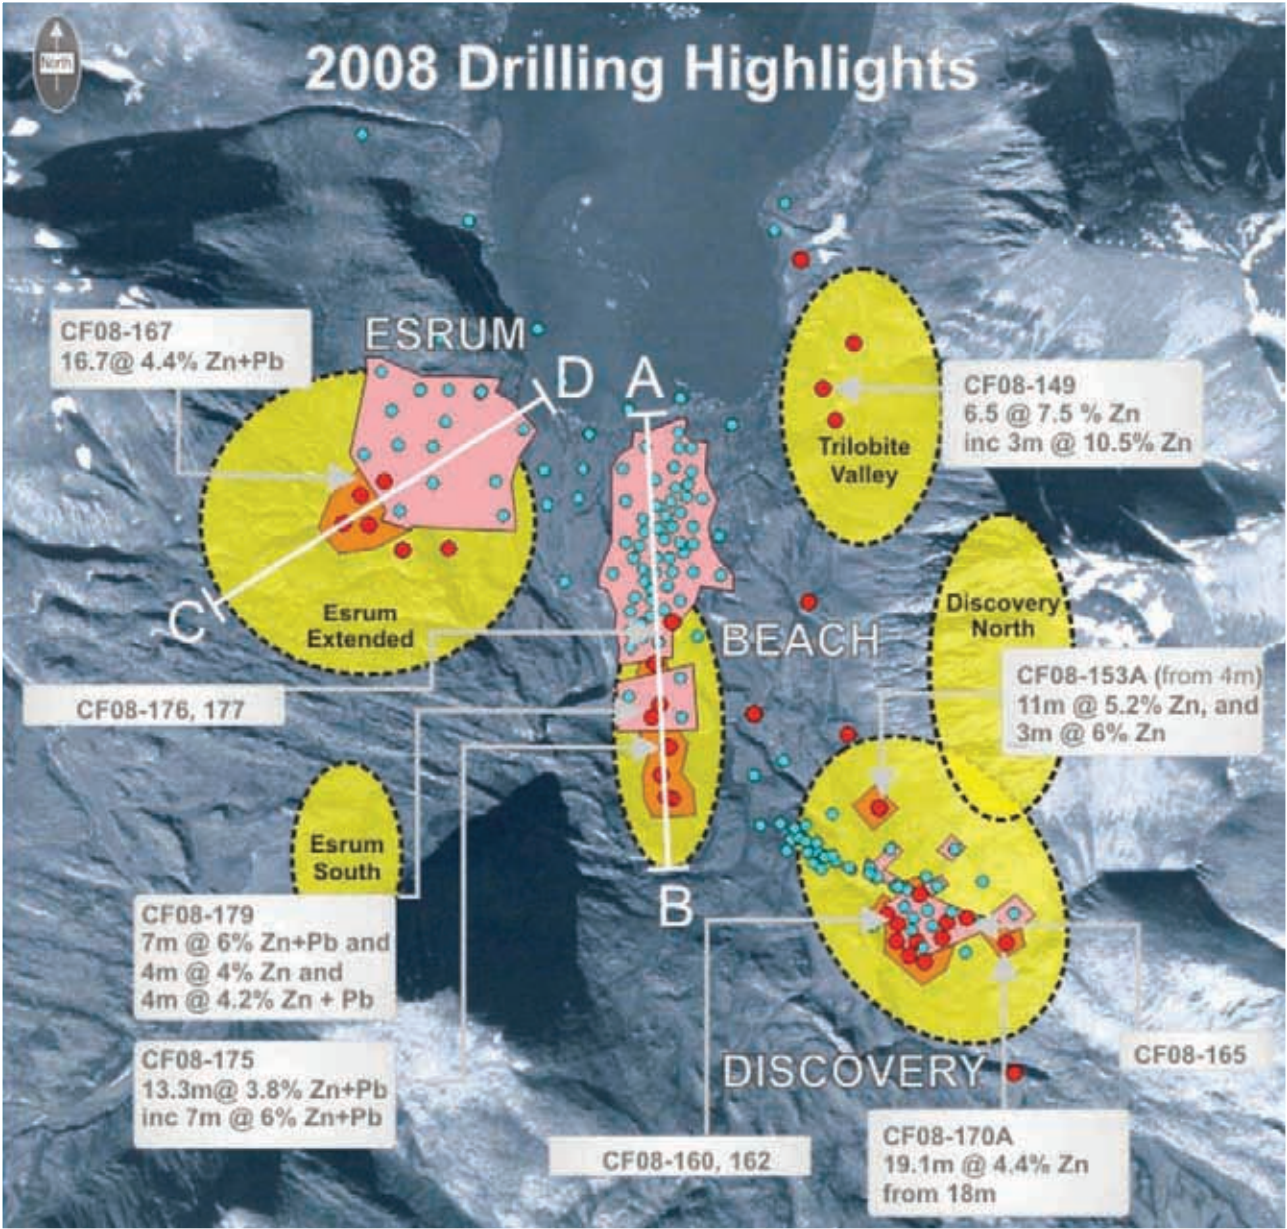 2008 Drilling Highlights
North
CF08-167
16.7@ 4.4% Zn+Pb
ESRUM
D
A
CF08-149
6.5 @ 7.5 % Zn
inc 3m @ 10.5% Zn
Trilobite
Valley
C
Esrum
Extended
BEACH
Discovery
North
CF08-153A (from 4m)
11m @ 5.2% Zn, and
3m @ 6% Zn
CF08-176, 177
Esrum
South
B
CF08-179
7m @ 6% Zn+Pb and
4m @ 4% Zn and
4m @ 4.2% Zn + Pb
CF08-175
13.3m@ 3.8% Zn+Pb
inc 7m @ 6% Zn+Pb
DISCOVERY
CF08-165
CF08-160, 162
CF08-170A
19.1m @ 4.4% Zn
from 18m